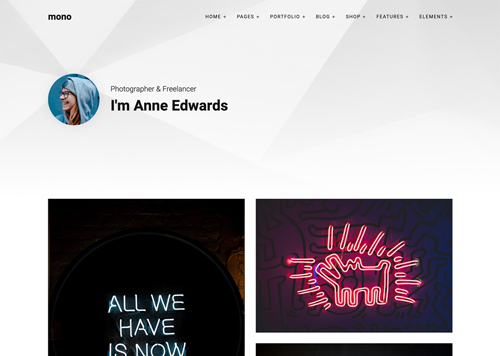 mono
HOME + PAGES + PORTFOLIO + BLOG + SHOP + FEATURES + ELEMENTS +
Photographer & Freelancer
I'm Anne Edwards
ALL WE
HAVE
IS NOW